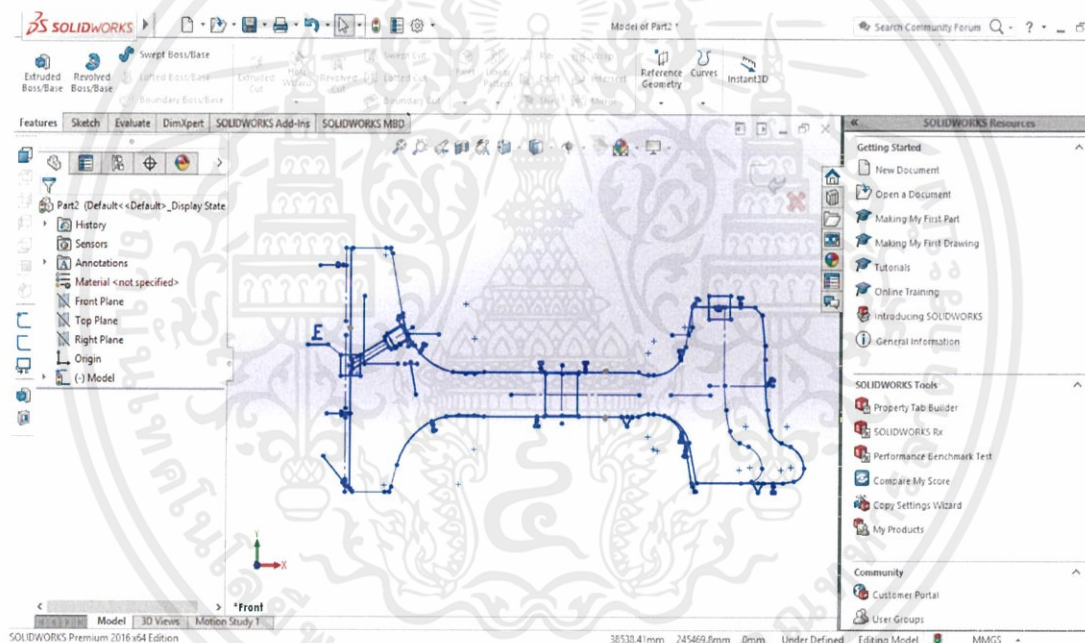 SOLIDWORKS
Model of Part2 *
Search Community Forum
Extruded Boss/Base
Revolved Boss/Base
Swept Boss/Base
Lofted Boss/Base
Boundary Boss/Base
Extruded Cut
Hole Wizard
Revolved Cut
Swept Cut
Lofted Cut
Boundary Cut
Reference Geometry
Curves
Instant3D
Features Sketch Evaluate DimXpert SOLIDWORKS Add-Ins SOLIDWORKS MBD
Part2 (Default<<Default>_Display State
History
Sensors
Annotations
Material <not specified>
Front Plane
Top Plane
Right Plane
Origin
(-) Model
E
Y
X
*Front
Model 3D Views Motion Study 1
SOLIDWORKS Resources
Getting Started
New Document
Open a Document
Making My First Part
Making My First Drawing
Tutorials
Online Training
Introducing SOLIDWORKS
General Information
SOLIDWORKS Tools
Property Tab Builder
SOLIDWORKS Rx
Performance Benchmark Test
Compare My Score
Copy Settings Wizard
My Products
Community
Customer Portal
User Groups
SOLIDWORKS Premium 2016 x64 Edition
38538.41mm 245469.8mm 0mm Under Defined Editing Model MMGS